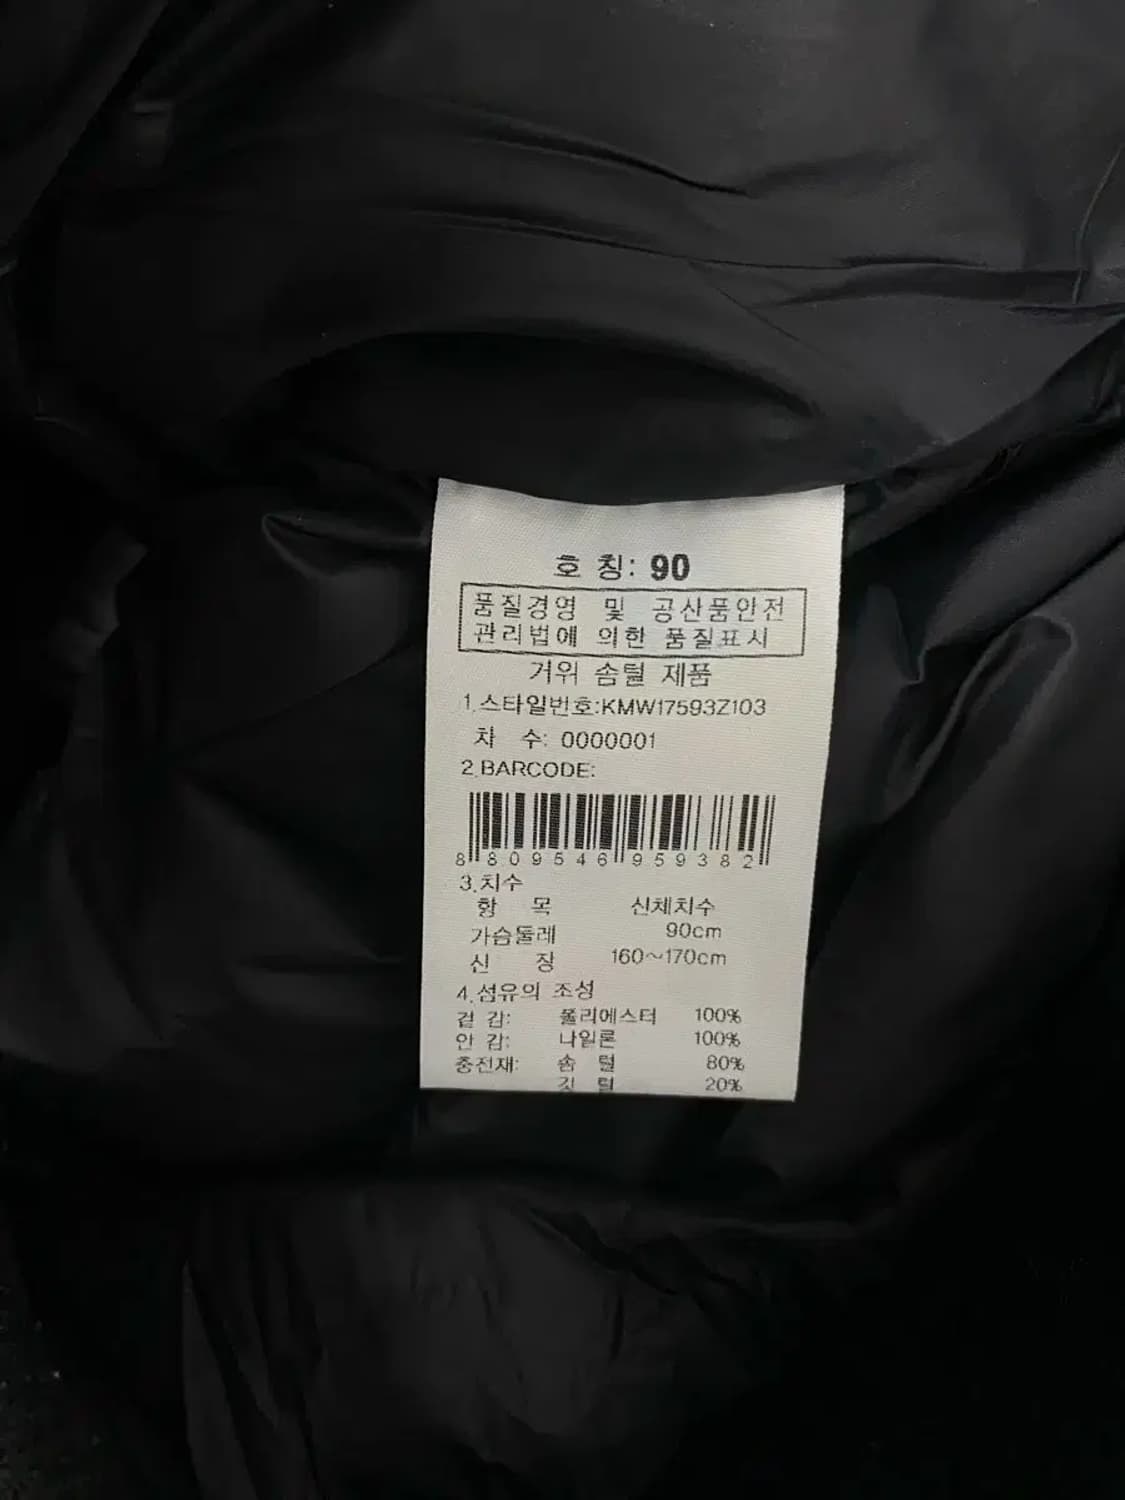 호 칭: 90
품질경영 및 공산품안전
관리법에 의한 품질표시
거위 솜털 제품
1.스타일번호:KMW17593Z103
차 수: 0000001
2.BARCODE:
8 809546 959382
3.치수
항 목 신체치수
가슴둘레 90cm
신 장 160~170cm
4.섬유의 조성
겉 감: 폴리에스터 100%
안 감: 나일론 100%
충전재: 솜 털 80%
깃 털 20%